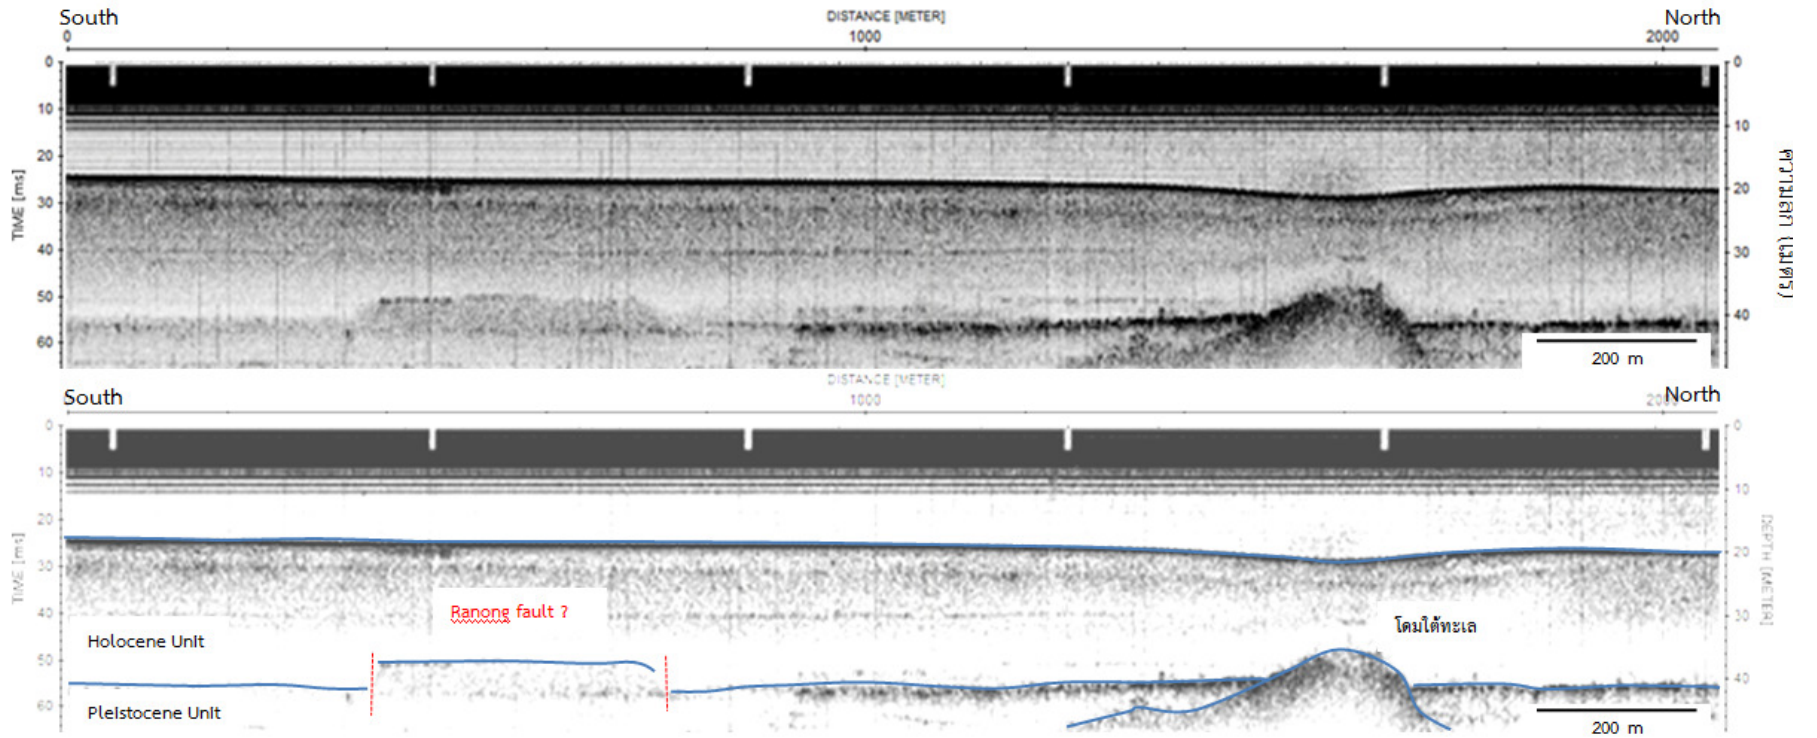 South
DISTANCE [METER]
North
0 1000 2000
0 0
10 10
20 20
30 30
40 40
50
60
TIME [ms]
ความลึก (เมตร)
200 m
DISTANCE [METER]
South
North
1000 2000
0 0
10 10
20 20
30 30
40 40
50
60
TIME [ms]
[DEPTH [METER]
Ranong fault ?
โดมใต้ทะเล
Holocene Unit
Pleistocene Unit
200 m